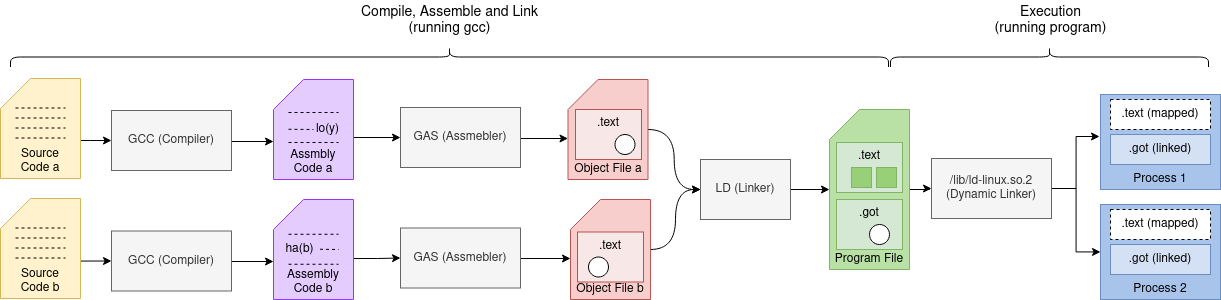 Compile, Assemble and Link
(running gcc)
Execution
(running program)
Source
Code a
GCC (Compiler)
lo(y)
Assmbly
Code a
GAS (Assmebler)
.text
Object File a
Source
Code b
GCC (Compiler)
ha(b)
Assembly
Code b
GAS (Assmebler)
.text
Object File b
LD (Linker)
.text
.got
Program File
/lib/ld-linux.so.2
(Dynamic Linker)
.text (mapped)
.got (linked)
Process 1
.text (mapped)
.got (linked)
Process 2